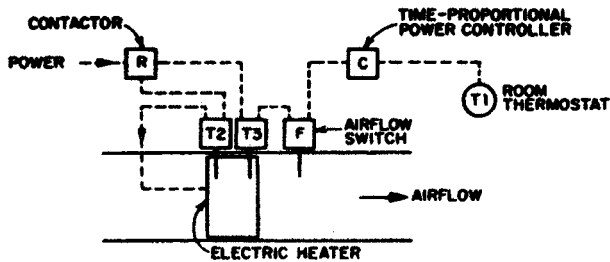 CONTACTOR
TIME-PROPORTIONAL
POWER CONTROLLER
POWER
R
C
T1
ROOM
THERMOSTAT
T2
T3
F
AIRFLOW
SWITCH
AIRFLOW
ELECTRIC HEATER